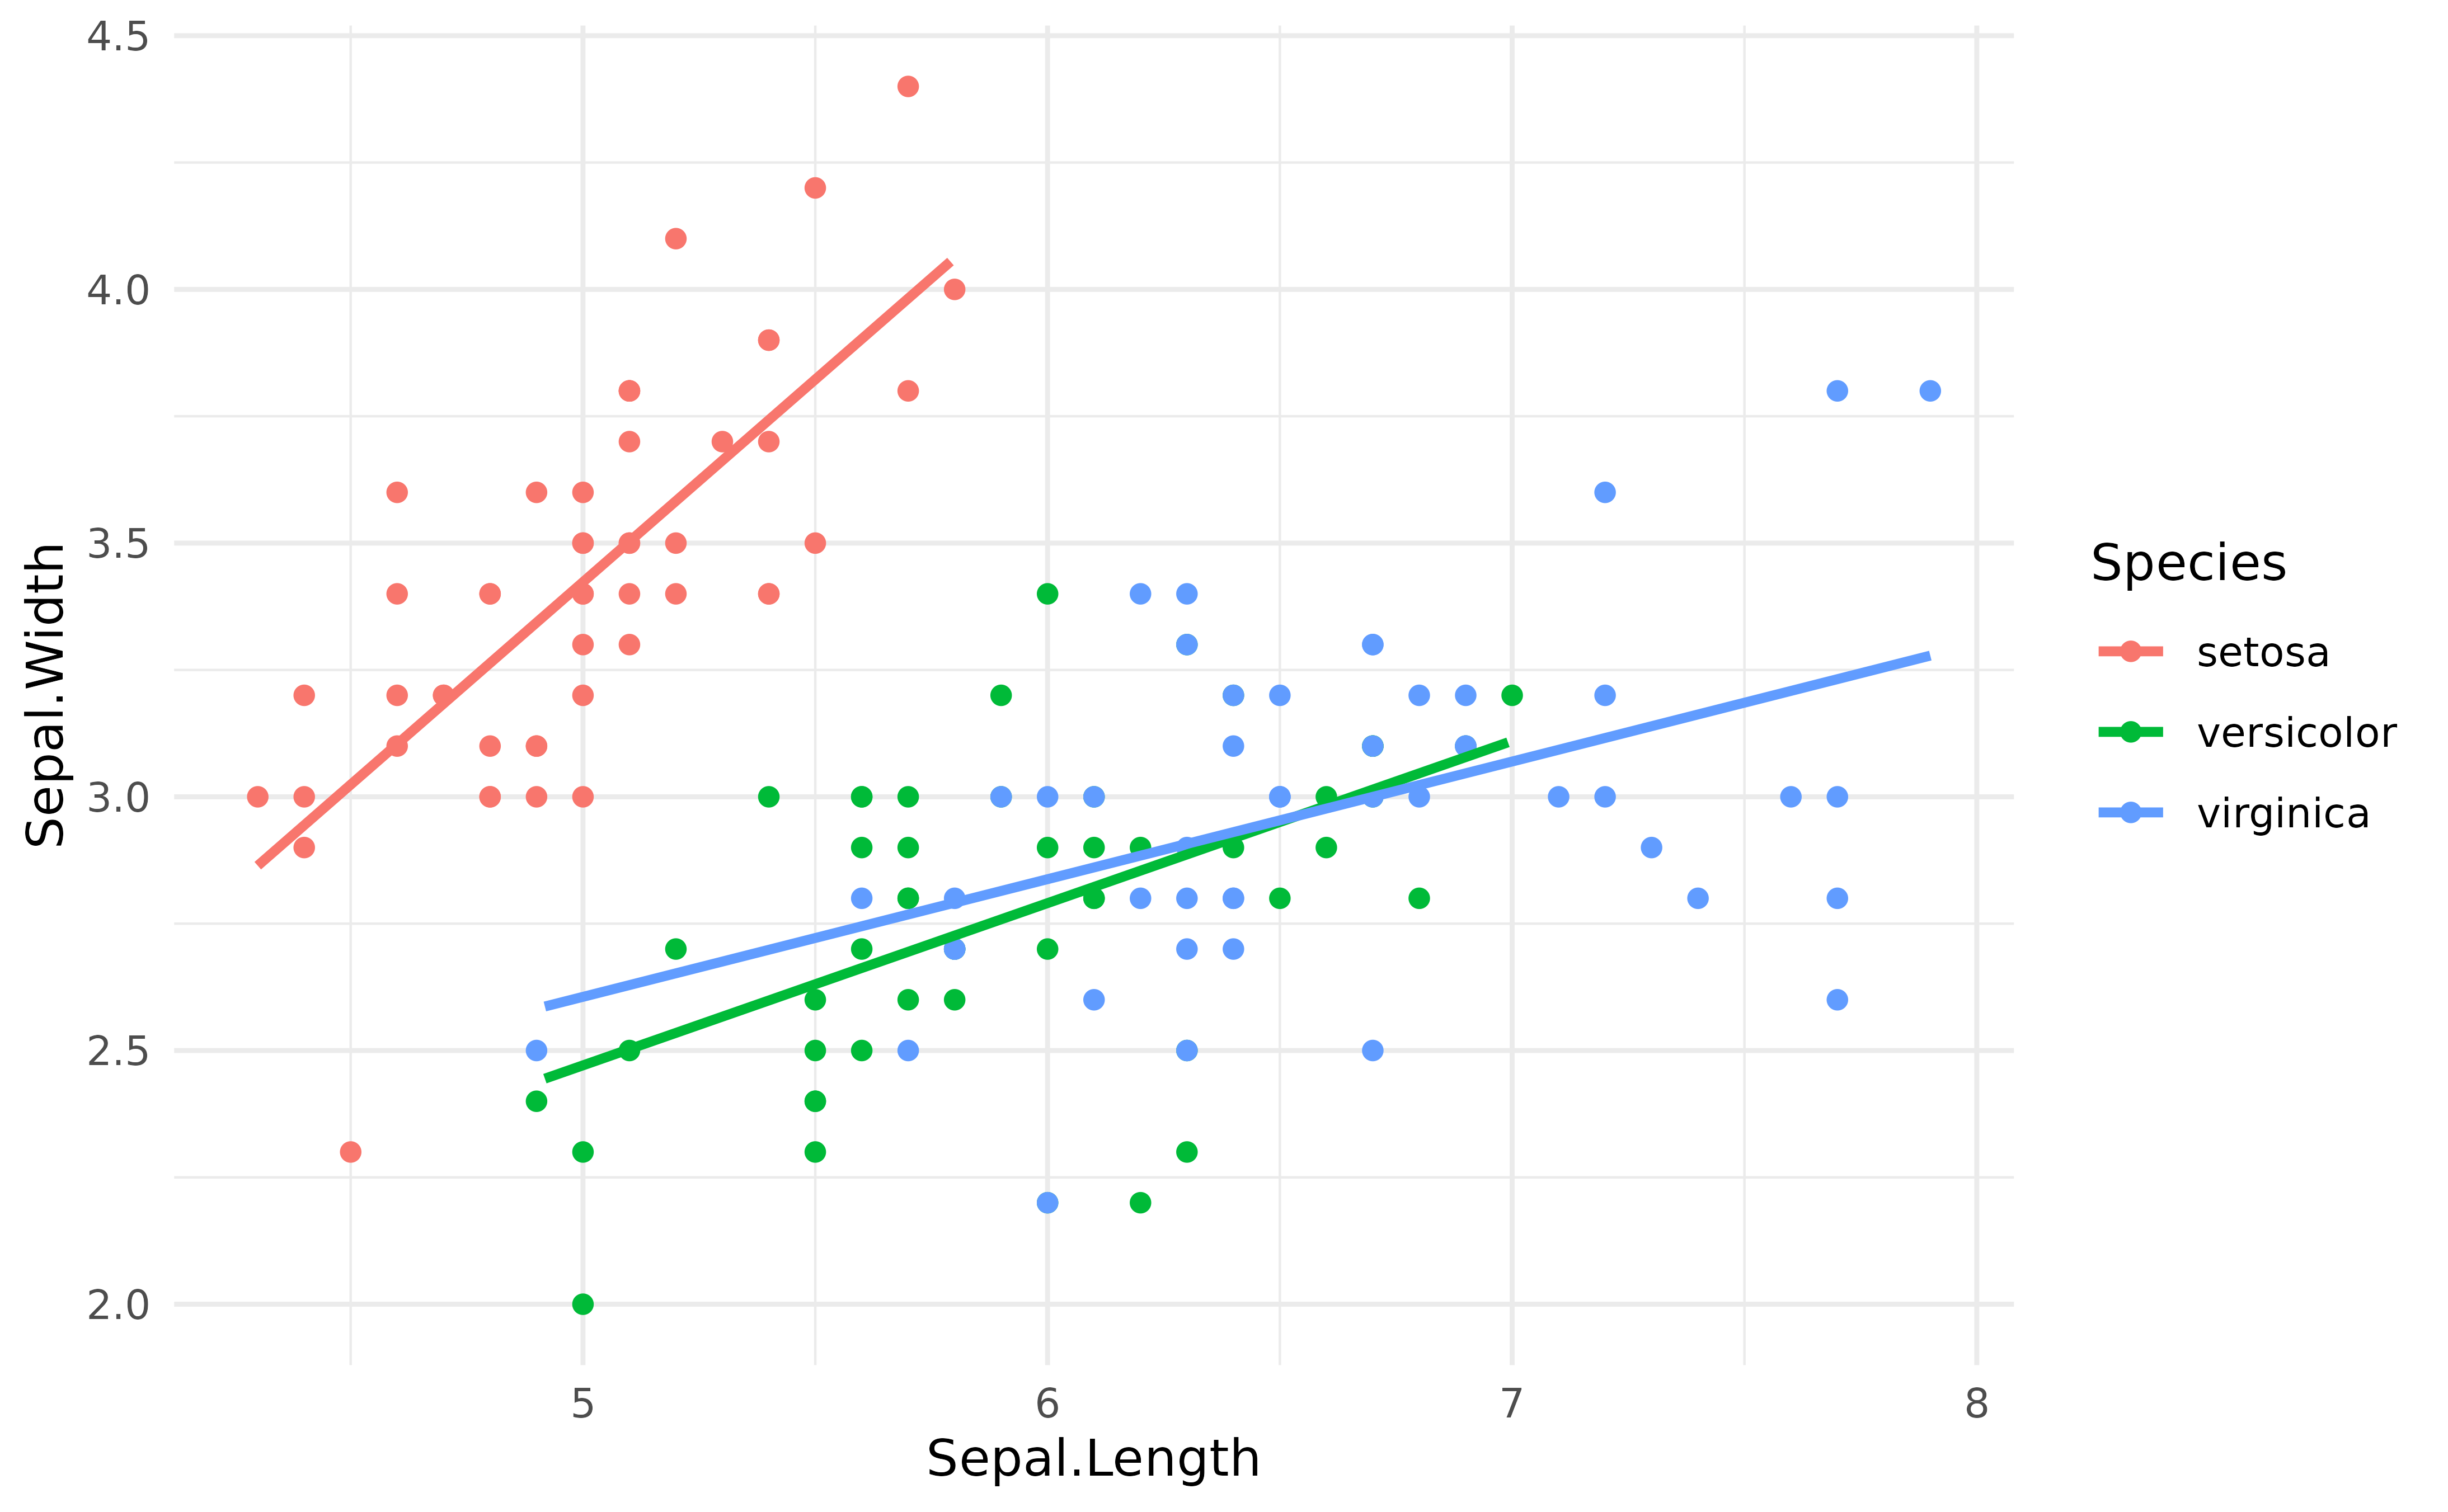 4.5
4.0
3.5
3.0
2.5
2.0
Sepal.Width
5 6 7 8
Sepal.Length
Species
setosa
versicolor
virginica